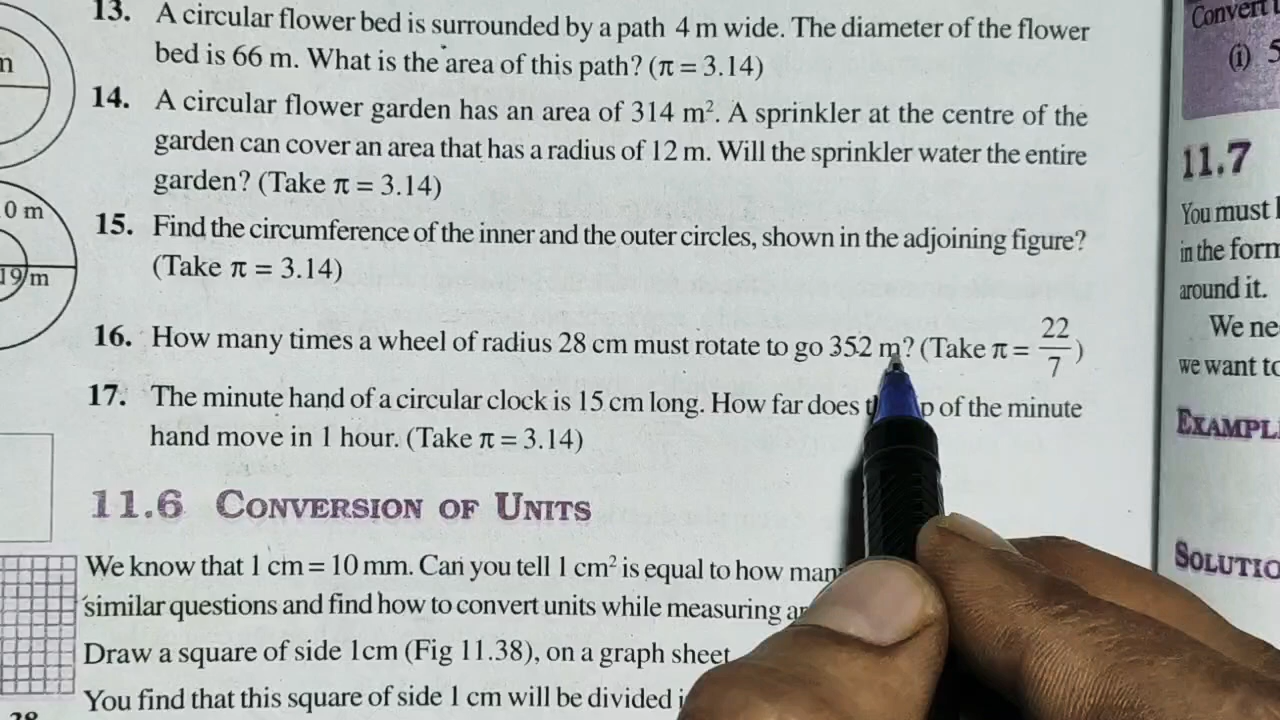 13. A circular flower bed is surrounded by a path 4 m wide. The diameter of the flower
bed is 66 m. What is the area of this path? (π = 3.14)
14. A circular flower garden has an area of 314 m². A sprinkler at the centre of the
garden can cover an area that has a radius of 12 m. Will the sprinkler water the entire
garden? (Take π = 3.14)
15. Find the circumference of the inner and the outer circles, shown in the adjoining figure?
(Take π = 3.14)
16. How many times a wheel of radius 28 cm must rotate to go 352 m? (Take π = 22/7)
17. The minute hand of a circular clock is 15 cm long. How far does of the minute
hand move in 1 hour. (Take π = 3.14)
11.6 CONVERSION OF UNITS
We know that 1 cm = 10 mm. Can you tell 1 cm² is equal to how
similar questions and find how to convert units while measuring
Draw a square of side 1cm (Fig 11.38), on a graph sheet
You find that this square of side 1 cm will be divided
m
0 m
19 m
Convert
(i) 5
11.7
You must
in the form
around it.
We
we want